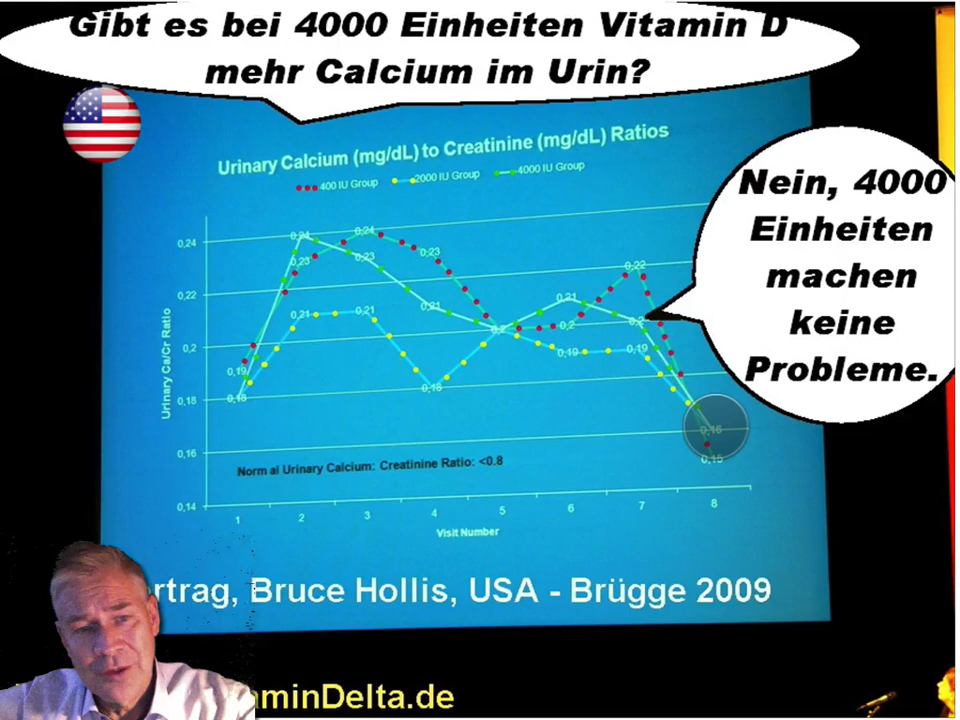 Gibt es bei 4000 Einheiten Vitamin D
mehr Calcium im Urin?
Urinary Calcium (mg/dL) to Creatinine (mg/dL) Ratios
400 IU Group 2000 IU Group 4000 IU Group
Nein, 4000
Einheiten
machen
keine
Probleme.
Urinary Ca/Cr Ratio
0,24
0,22
0,2
0,18
0,16
0,14
0,24 0,24
0,23 0,23 0,23
0,22
0,21 0,21 0,21 0,21
0,2 0,2 0,2
0,19 0,19 0,19
0,18 0,18
0,16
0,15
Normal Urinary Calcium: Creatinine Ratio: <0.8
1 2 3 4 5 6 7 8
Visit Number
rtrag, Bruce Hollis, USA - Brügge 2009
aminDelta.de